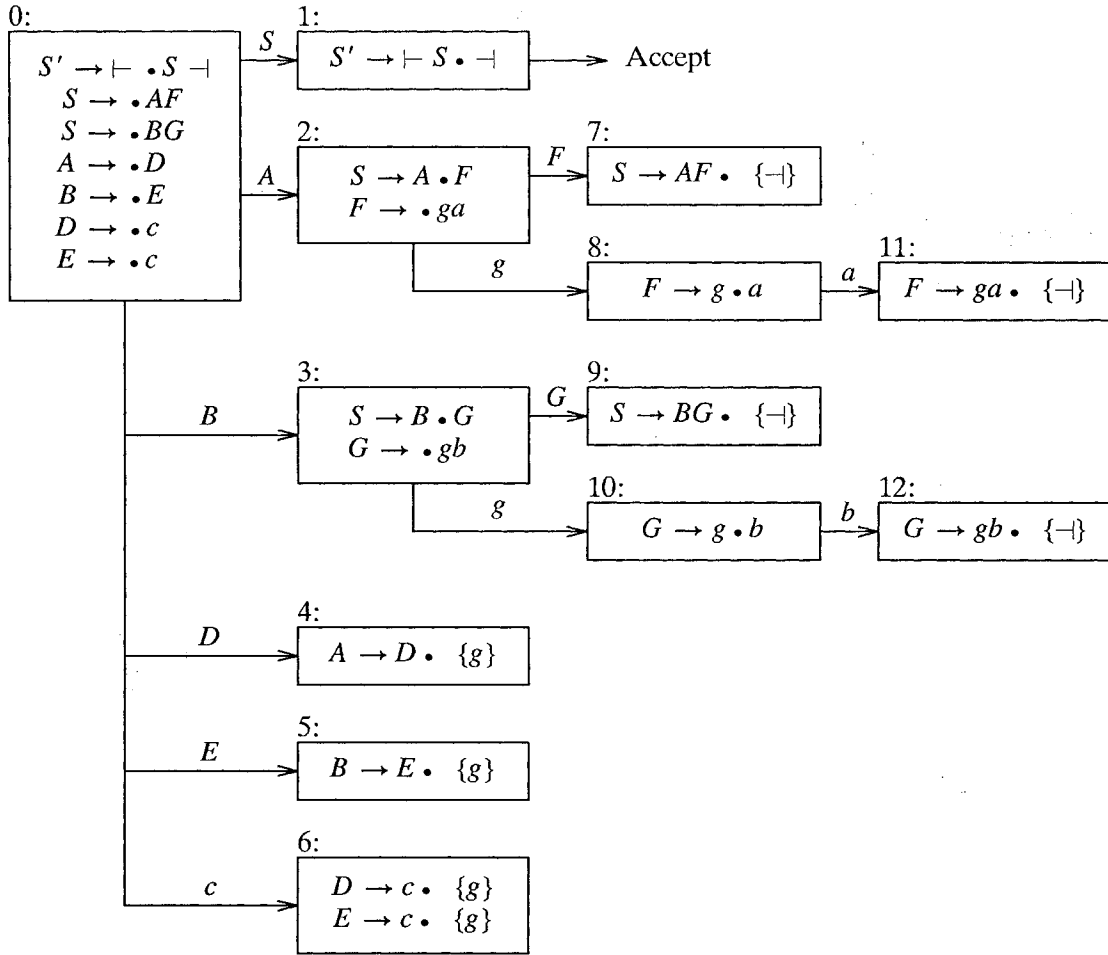 0:
S′ → ⊢ • S ⊣
S → • AF
S → • BG
A → • D
B → • E
D → • c
E → • c
S
1:
S′ → ⊢ S • ⊣
Accept
A
2:
S → A • F
F → • ga
F
7:
S → AF • {⊣}
g
8:
F → g • a
a
11:
F → ga • {⊣}
B
3:
S → B • G
G → • gb
G
9:
S → BG • {⊣}
g
10:
G → g • b
b
12:
G → gb • {⊣}
D
4:
A → D • {g}
E
5:
B → E • {g}
c
6:
D → c • {g}
E → c • {g}